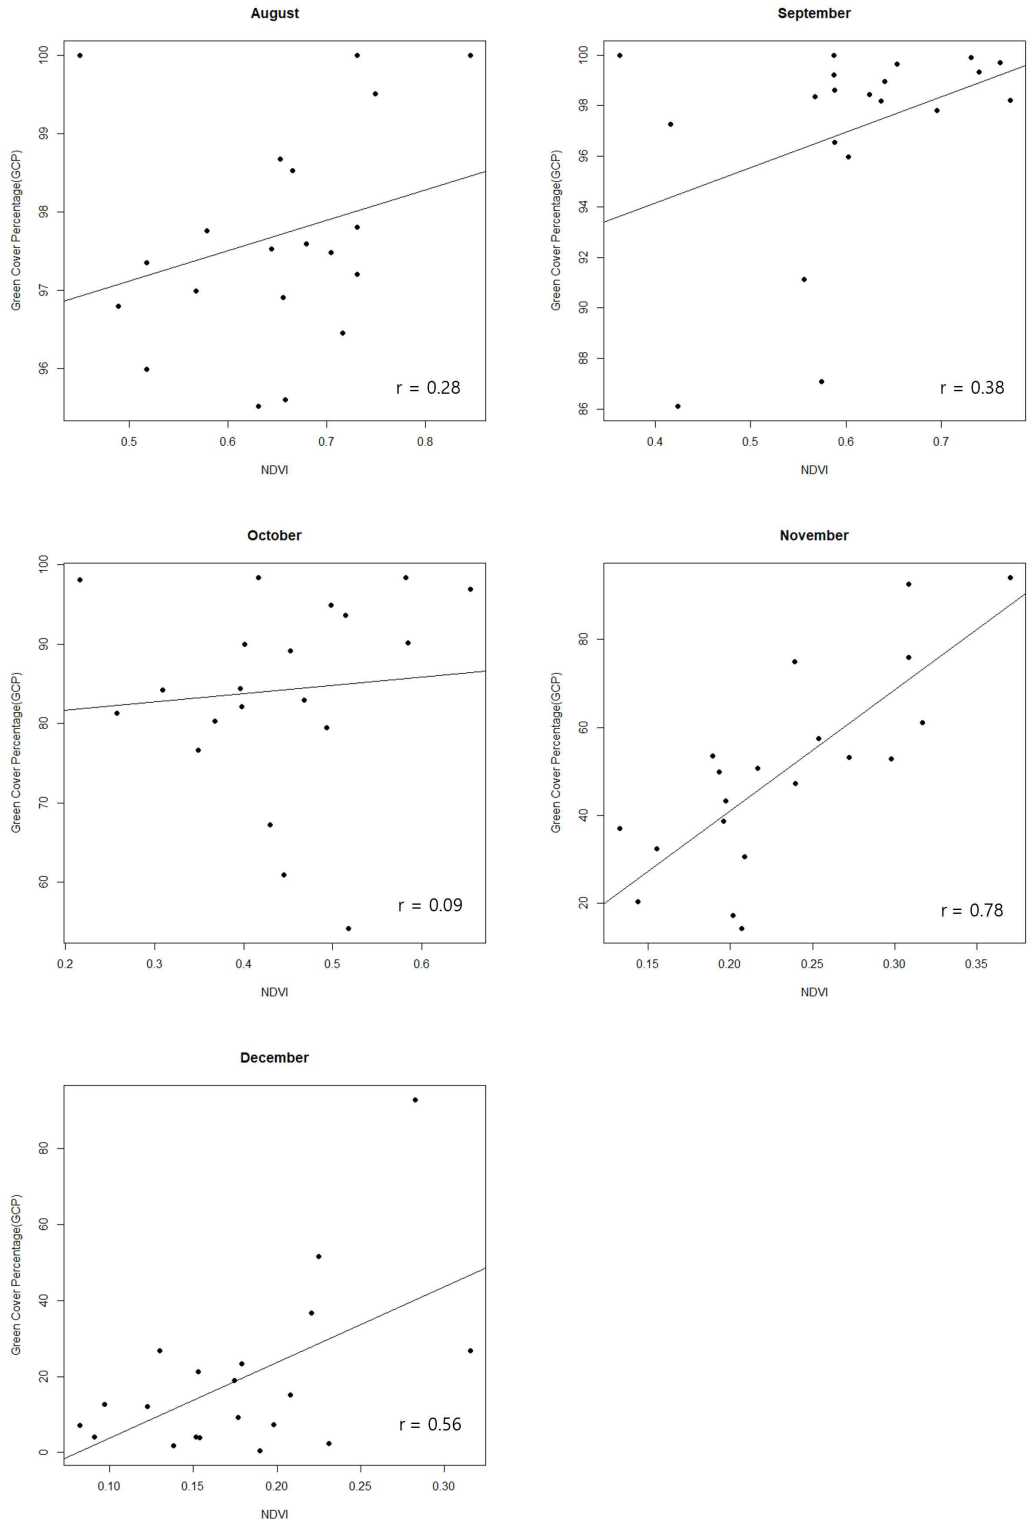 August
Green Cover Percentage(GCP)
100
99
98
97
96
r = 0.28
0.5 0.6 0.7 0.8
NDVI
September
Green Cover Percentage(GCP)
100
98
96
94
92
90
88
86
r = 0.38
0.4 0.5 0.6 0.7
NDVI
October
Green Cover Percentage(GCP)
100
90
80
70
60
r = 0.09
0.2 0.3 0.4 0.5 0.6
NDVI
November
Green Cover Percentage(GCP)
80
60
40
20
r = 0.78
0.15 0.20 0.25 0.30 0.35
NDVI
December
Green Cover Percentage(GCP)
80
60
40
20
0
r = 0.56
0.10 0.15 0.20 0.25 0.30
NDVI